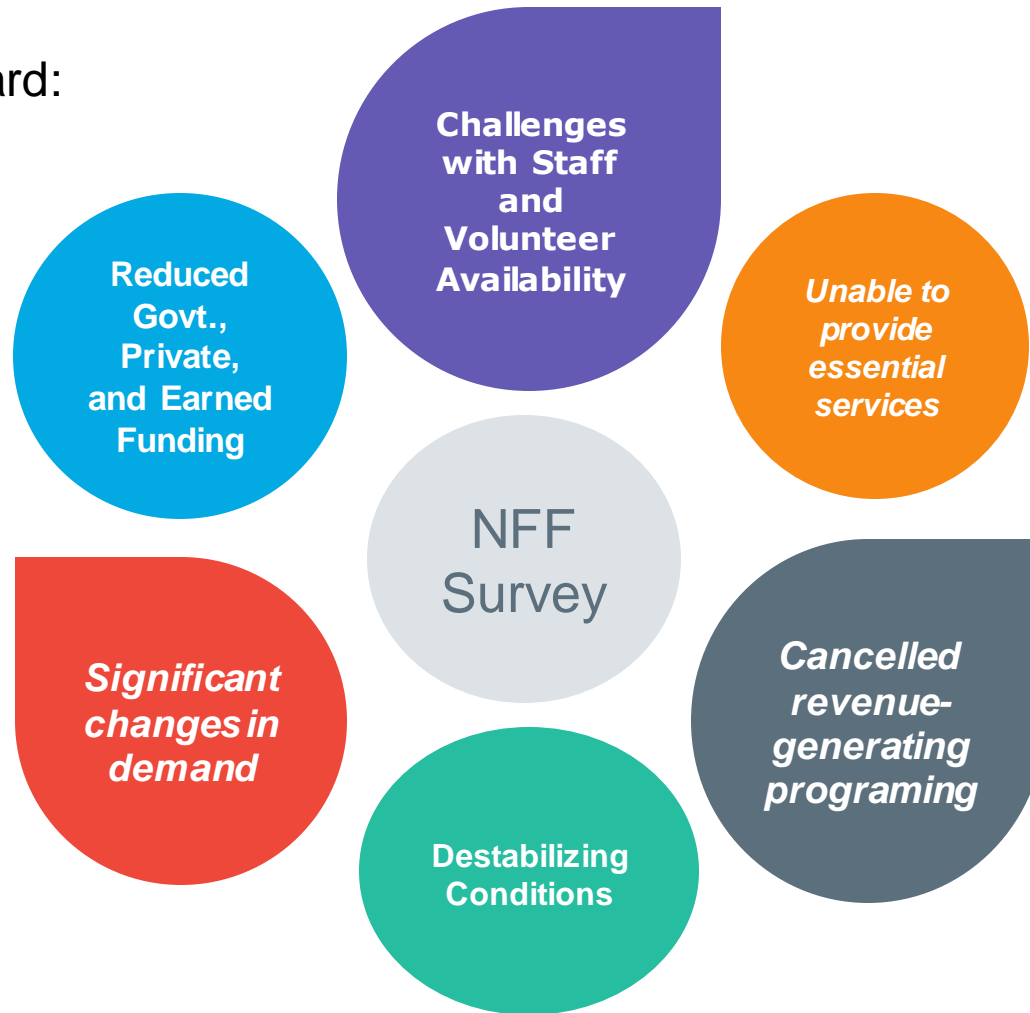 ard:
Challenges
with Staff
and
Volunteer
Availability
Reduced
Govt.,
Private,
and Earned
Funding
Unable to
provide
essential
services
NFF
Survey
Significant
changes in
demand
Cancelled
revenue-
generating
programing
Destabilizing
Conditions